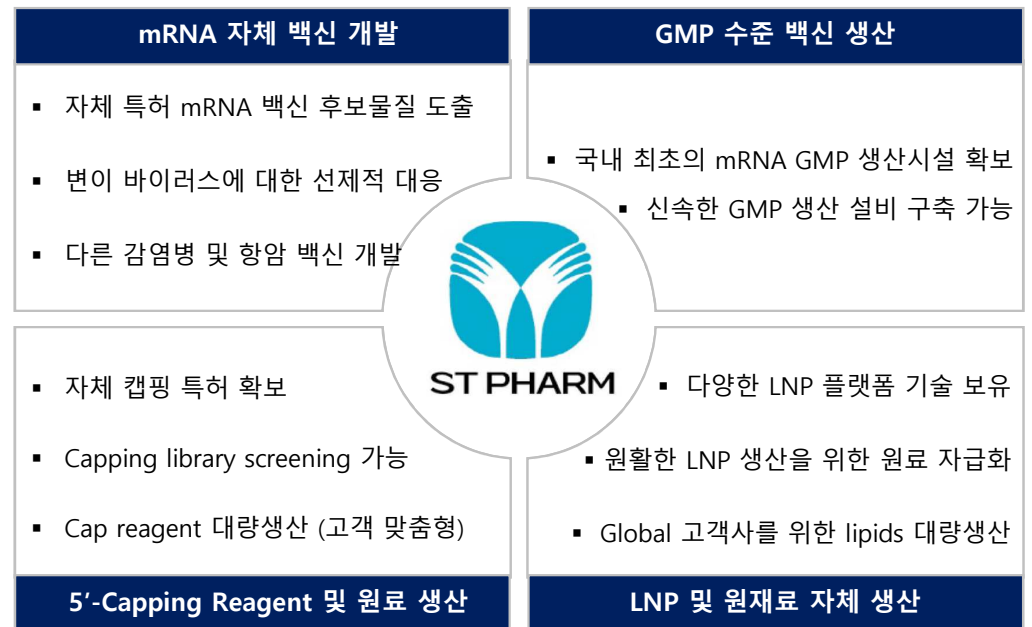 mRNA 자체 백신 개발
▪ 자체 특허 mRNA 백신 후보물질 도출
▪ 변이 바이러스에 대한 선제적 대응
▪ 다른 감염병 및 항암 백신 개발
GMP 수준 백신 생산
▪ 국내 최초의 mRNA GMP 생산시설 확보
▪ 신속한 GMP 생산 설비 구축 가능
ST PHARM
▪ 자체 캡핑 특허 확보
▪ Capping library screening 가능
▪ Cap reagent 대량생산 (고객 맞춤형)
5′-Capping Reagent 및 원료 생산
▪ 다양한 LNP 플랫폼 기술 보유
▪ 원활한 LNP 생산을 위한 원료 자급화
▪ Global 고객사를 위한 lipids 대량생산
LNP 및 원재료 자체 생산